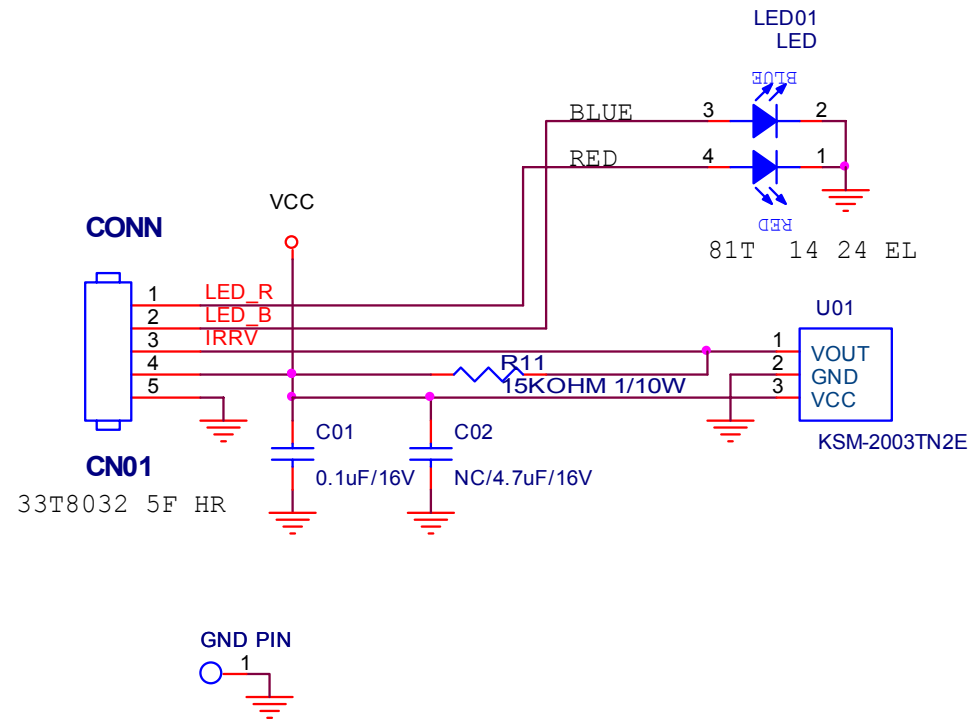 LED01
LED
BLUE
BLUE
3
2
RED
4
1
RED
81T 14 24 EL
VCC
CONN
1
LED_R
2
LED_B
3
IRRV
4
5
R11
15KOHM 1/10W
U01
1
VOUT
2
GND
3
VCC
KSM-2003TN2E
C01
0.1uF/16V
C02
NC/4.7uF/16V
CN01
33T8032 5F HR
GND PIN
1